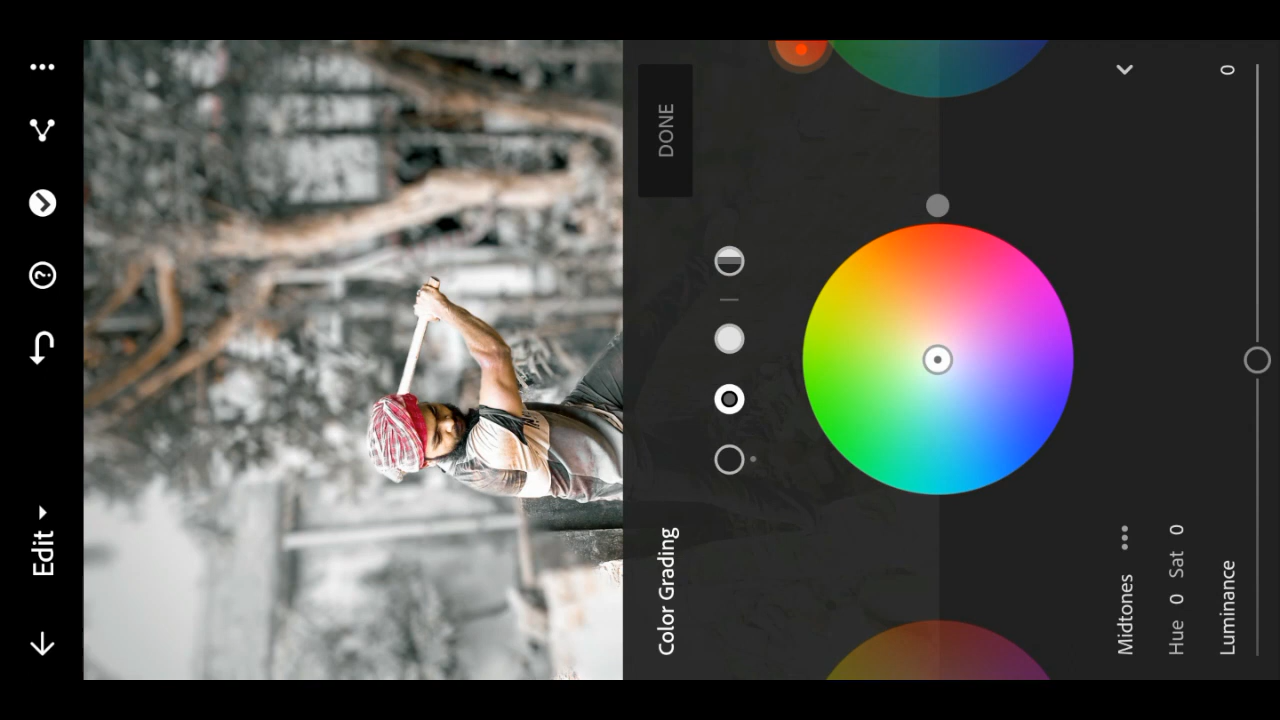 Edit
Color Grading
DONE
Midtones
Hue 0 Sat 0
Luminance 0